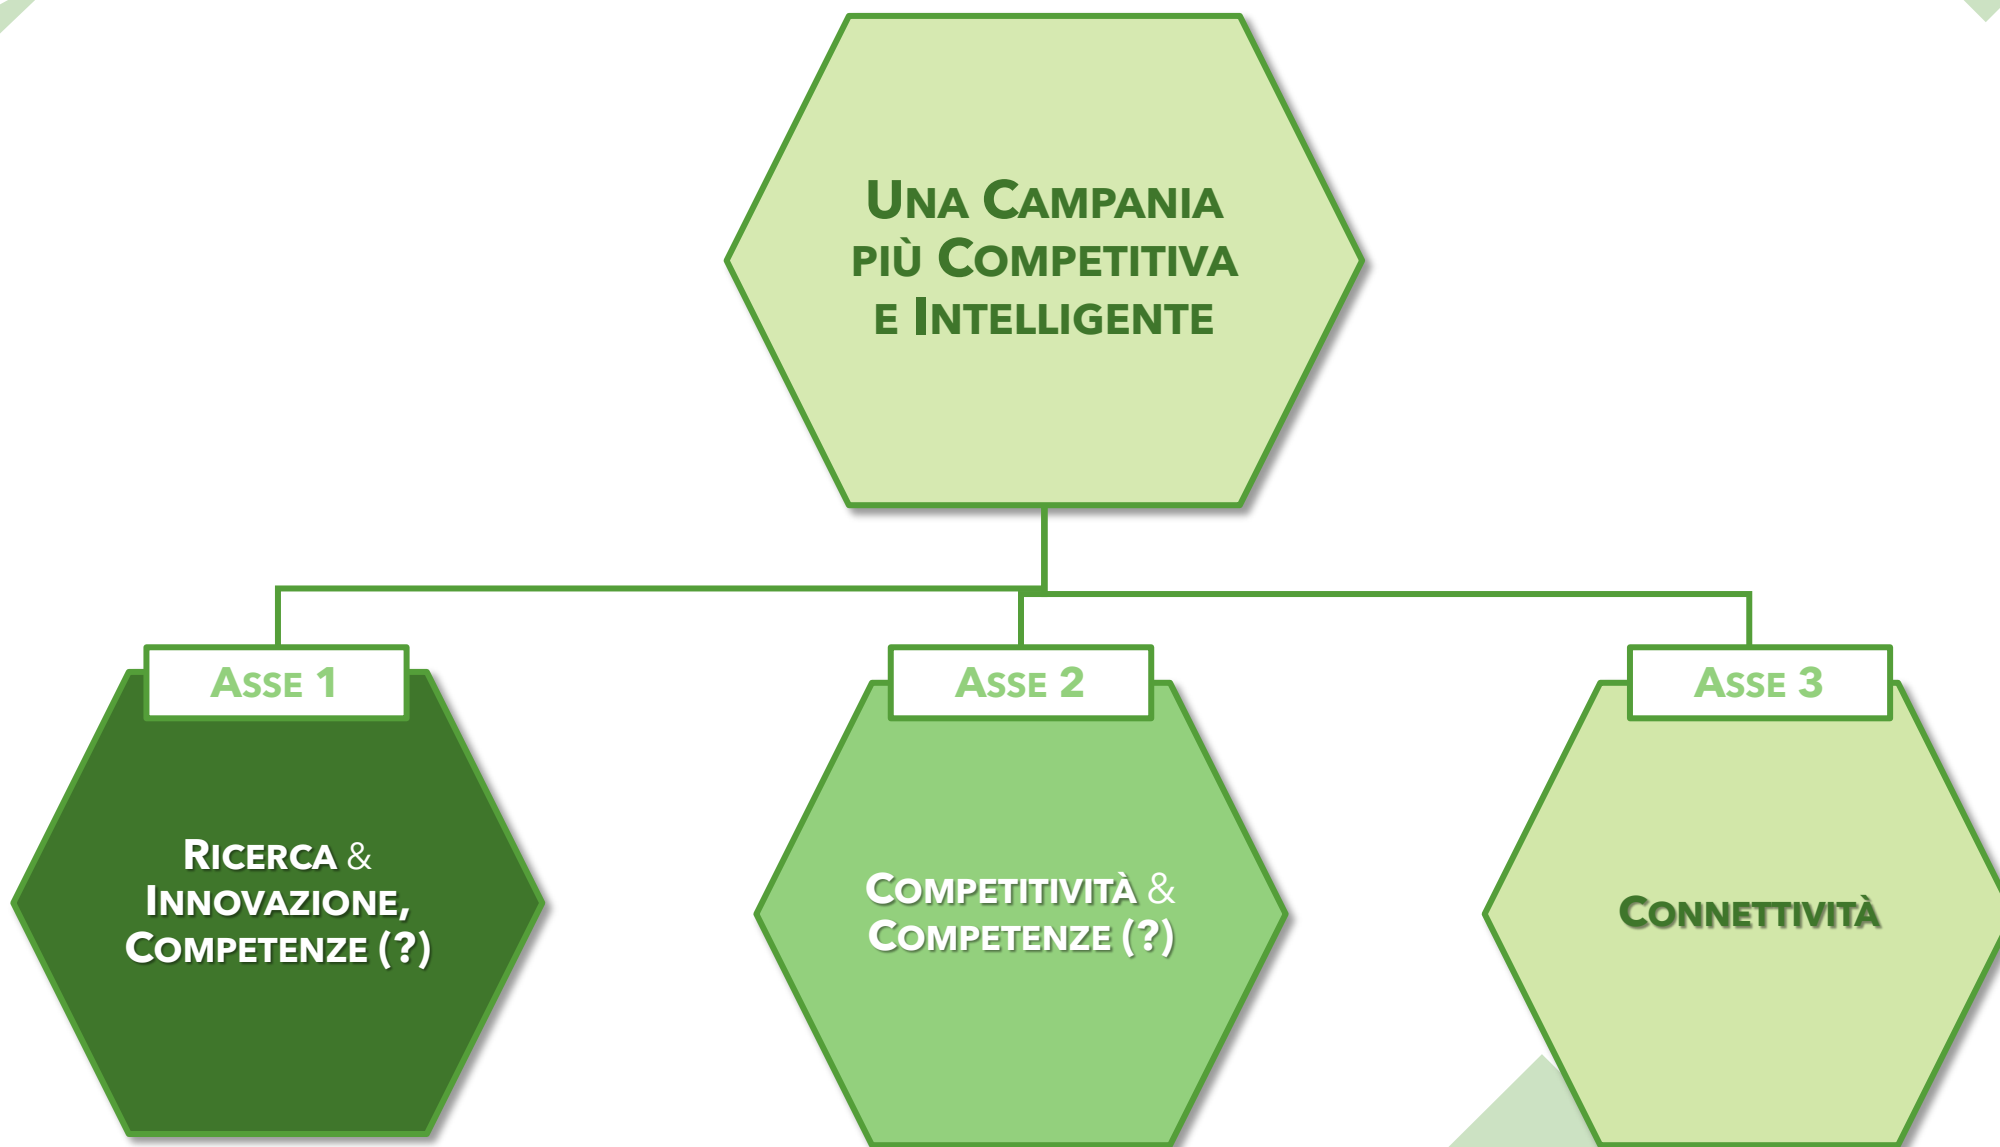 Una Campania
più Competitiva
e Intelligente
Asse 1
Asse 2
Asse 3
Ricerca &
Innovazione,
Competenze (?)
Competitività &
Competenze (?)
Connettività